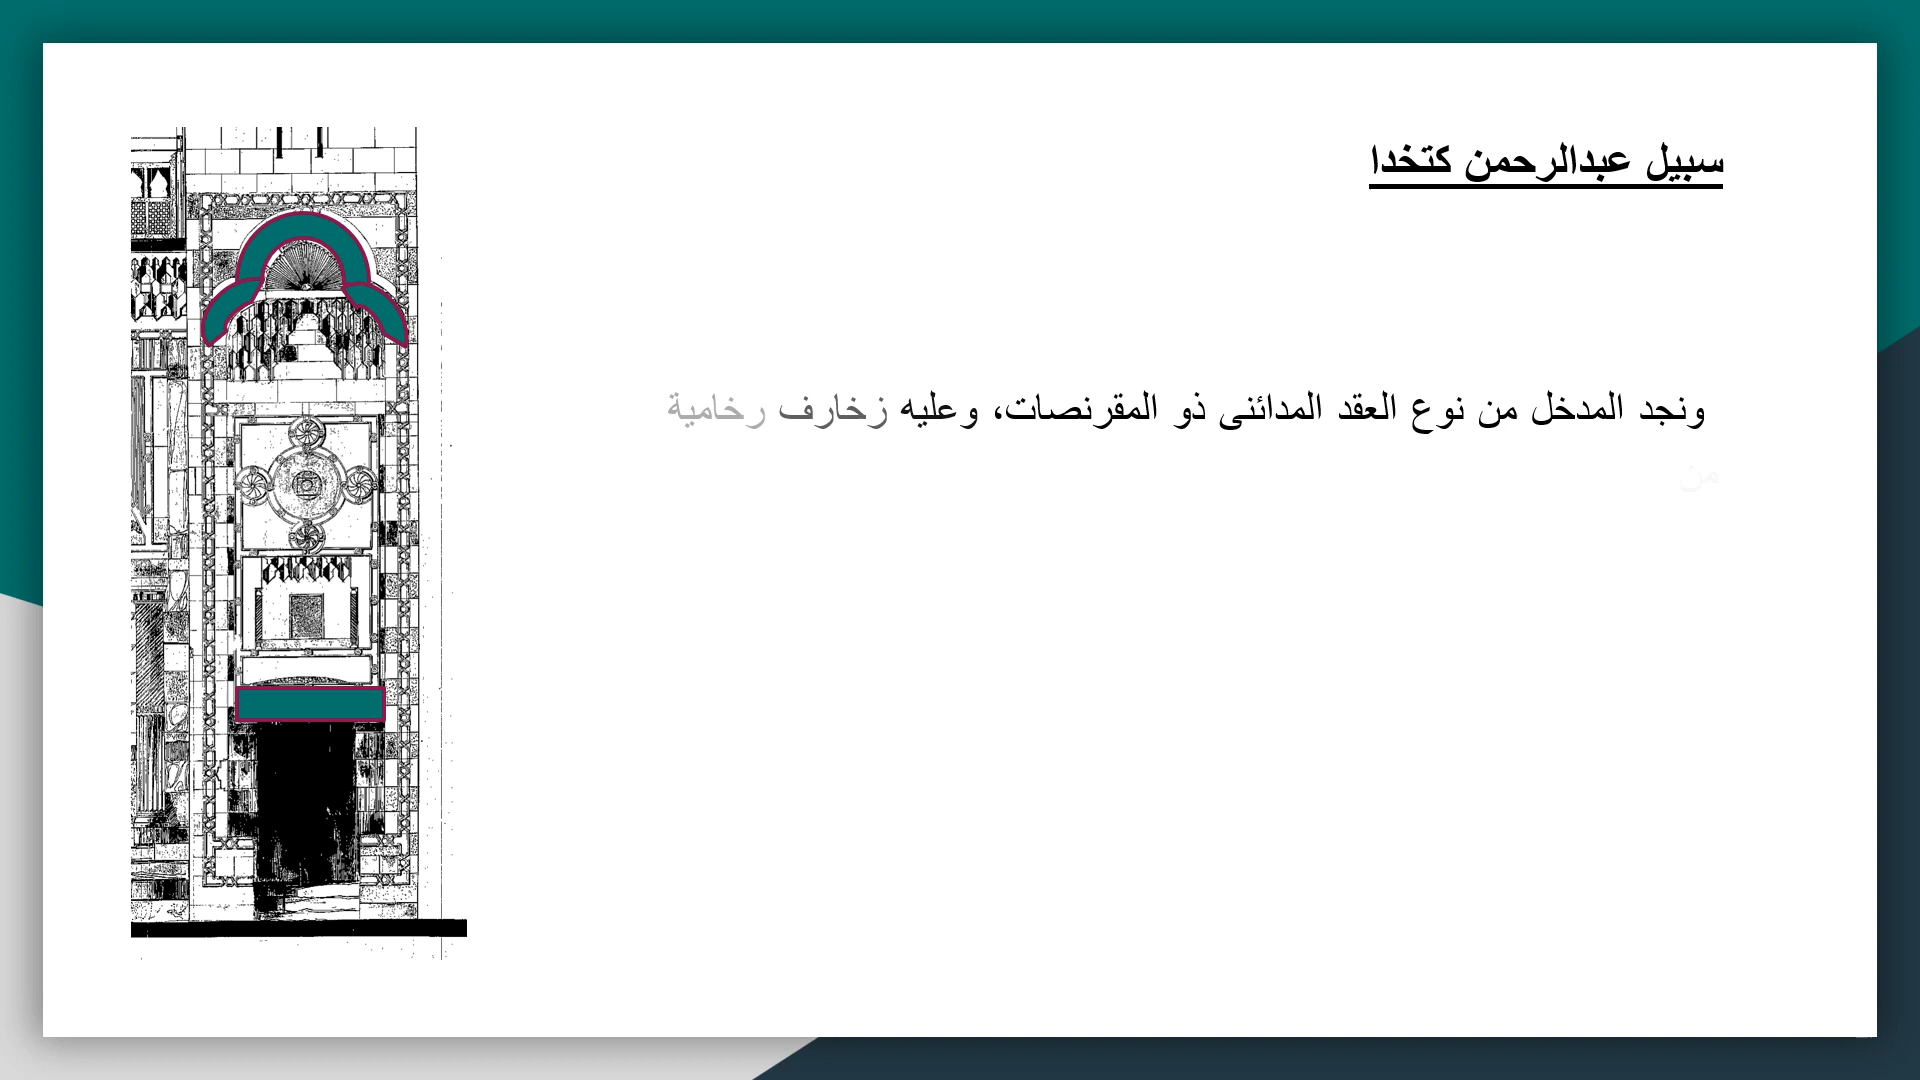 سبيل عبدالرحمن كتخدا
ونجد المدخل من نوع العقد المدائنى ذو المقرنصات، وعليه زخارف رخامية
من